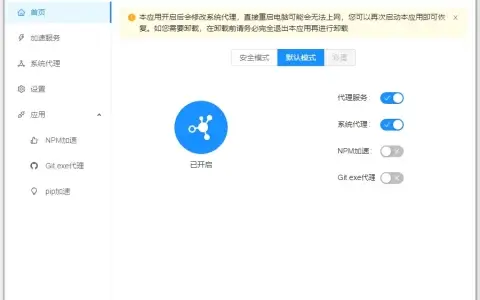 首页
加速服务
系统代理
设置
应用
NPM加速
Git.exe代理
pip加速
本应用开启后会修改系统代理，直接重启电脑可能会无法上网，您可以再次启动本应用即可恢
复。如您需要卸载，在卸载前请务必完全退出本应用再进行卸载
安全模式 默认模式
代理服务：
系统代理：
NPM加速：
Git.exe代理
已开启